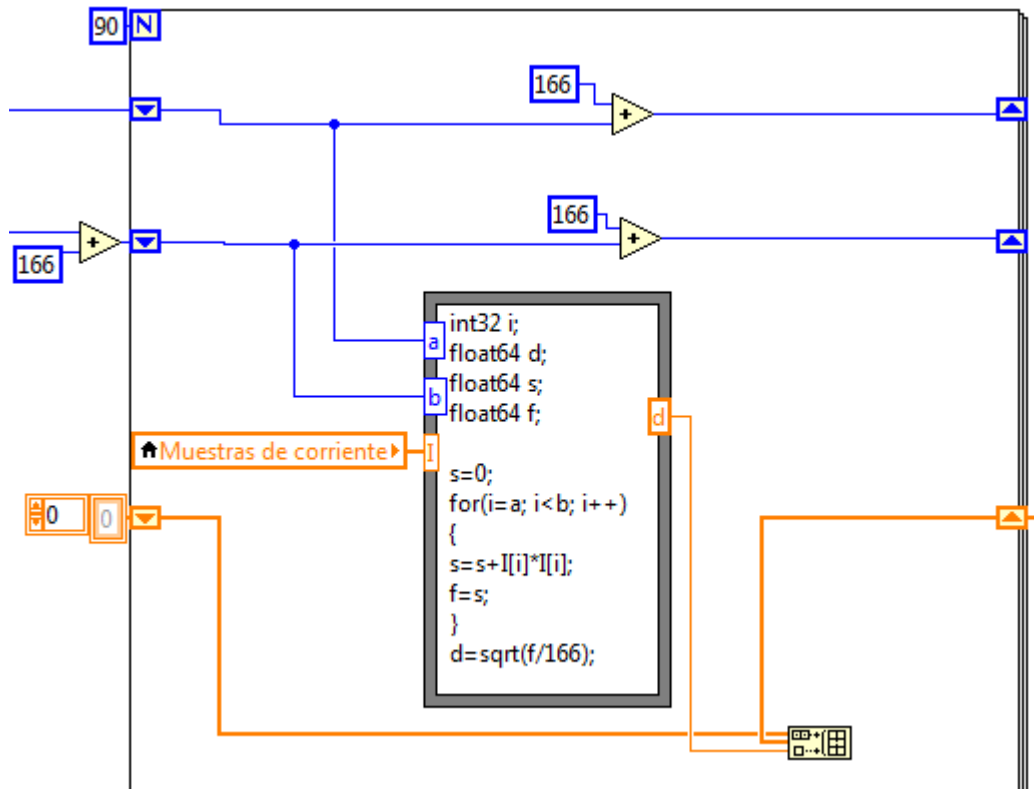 90 N
166
+
166
+
+
166
a
b
I
int32 i;
float64 d;
float64 s;
float64 f;
s=0;
for(i=a; i<b; i++)
{
s=s+I[i]*I[i];
f=s;
}
d=sqrt(f/166);
d
Muestras de corriente
0 0